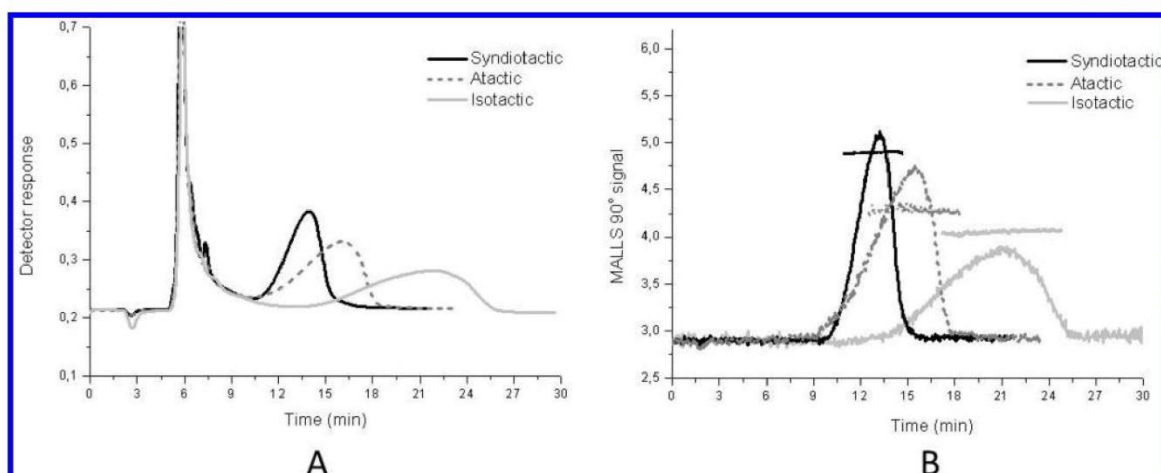 0,7
0,6
0,5
0,4
0,3
0,2
0,1
Detector response
Syndiotactic
Atactic
Isotactic
0 3 6 9 12 15 18 21 24 27 30
Time (min)
A
6,0
5,5
5,0
4,5
4,0
3,5
3,0
2,5
MALLS 90° signal
Syndiotactic
Atactic
Isotactic
0 3 6 9 12 15 18 21 24 27 30
Time (min)
B